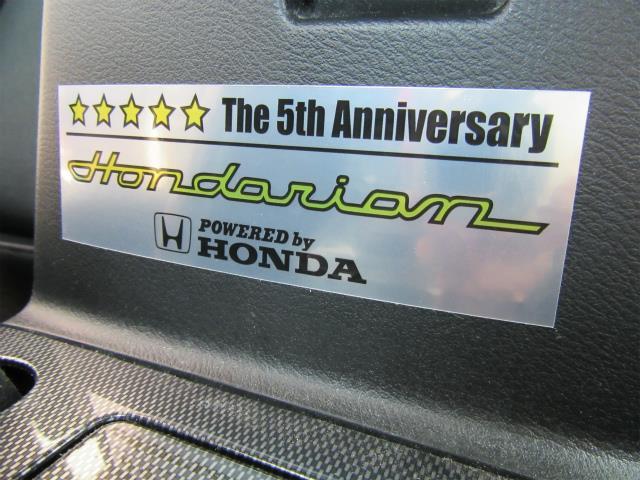 The 5th Anniversary
Hondarian
POWERED by
HONDA